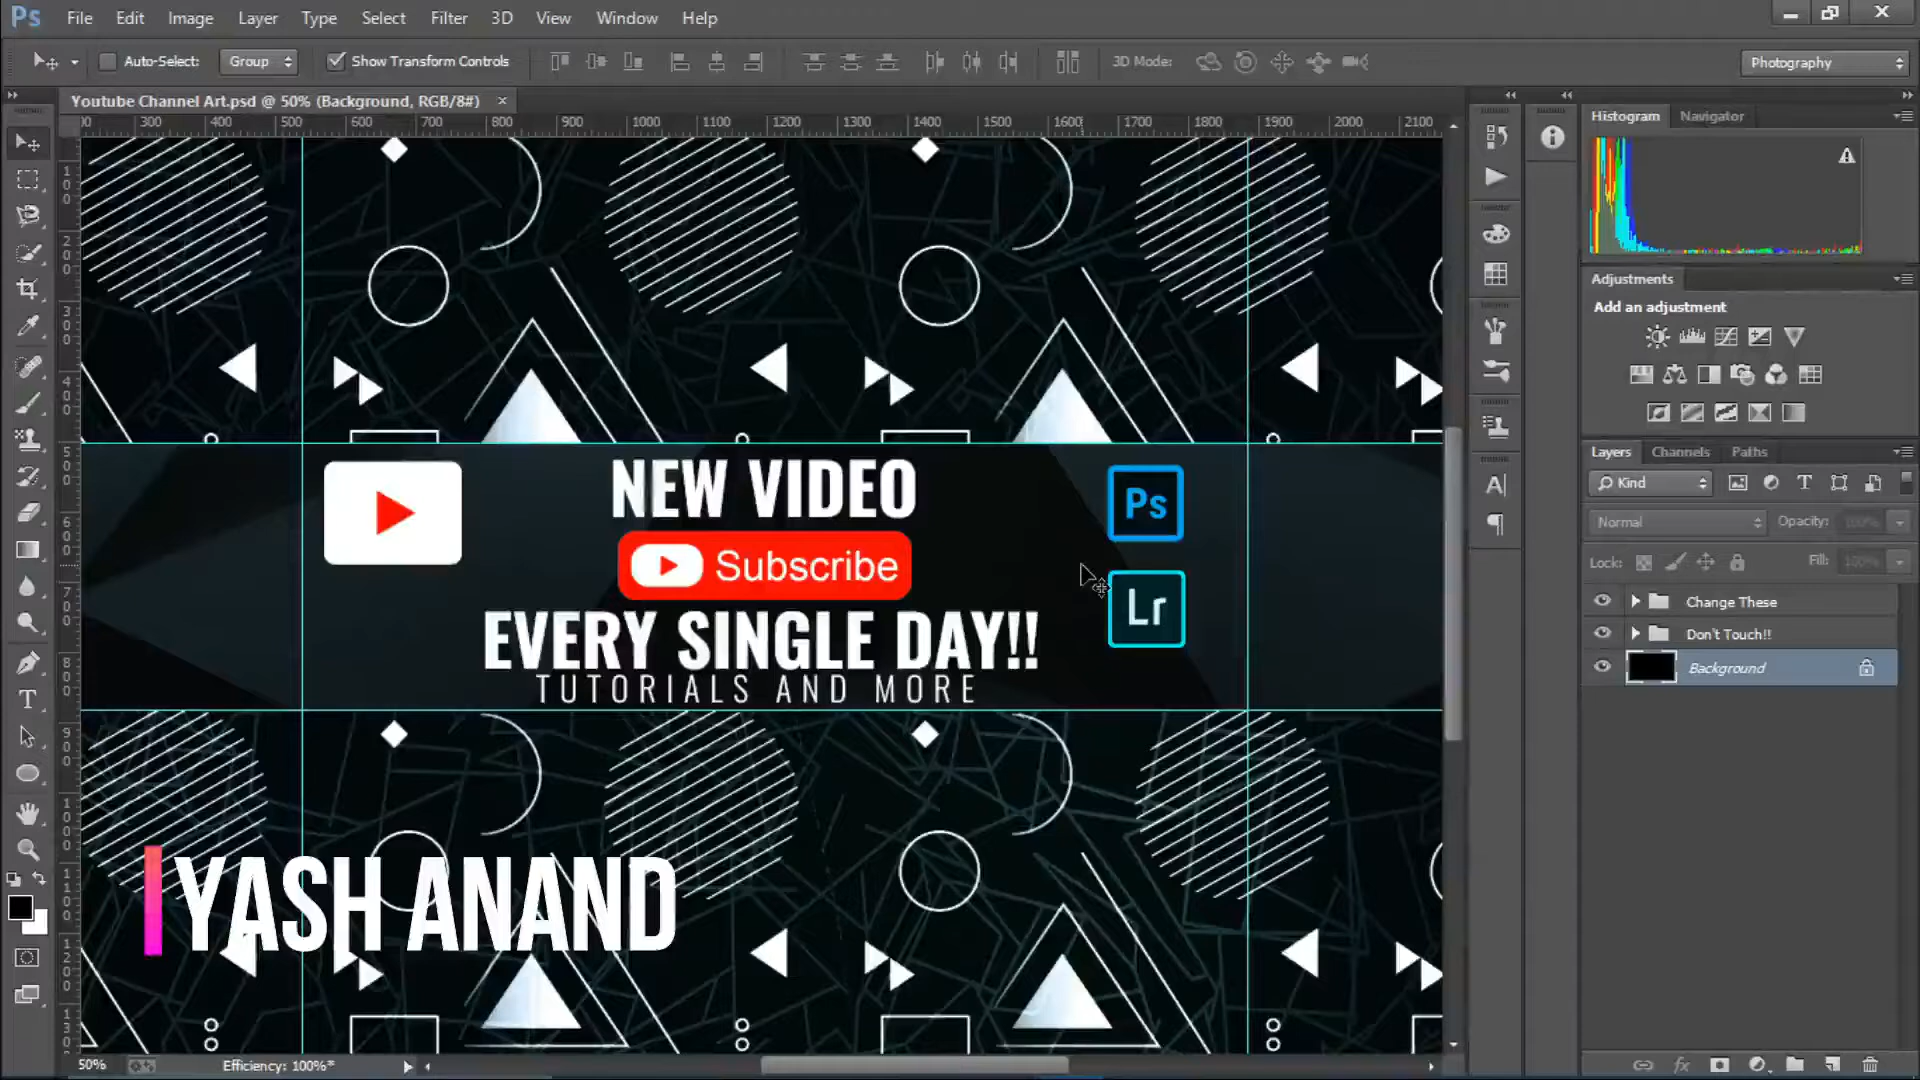 Ps File Edit Image Layer Type Select Filter 3D View Window Help
Auto-Select: Group Show Transform Controls 3D Mode: Photography
Youtube Channel Art.psd @ 50% (Background, RGB/8#) ×
300 400 500 600 700 800 900 1000 1100 1200 1300 1400 1500 1600 1700 1800 1900 2000 2100
Histogram Navigator
Adjustments
Add an adjustment
NEW VIDEO
Subscribe
EVERY SINGLE DAY!!
TUTORIALS AND MORE
Ps
Lr
YASH ANAND
Layers Channels Paths
Kind
Normal Opacity: 100%
Lock: Fill: 100%
Change These
Don't Touch!!
Background
50% Efficiency: 100%*